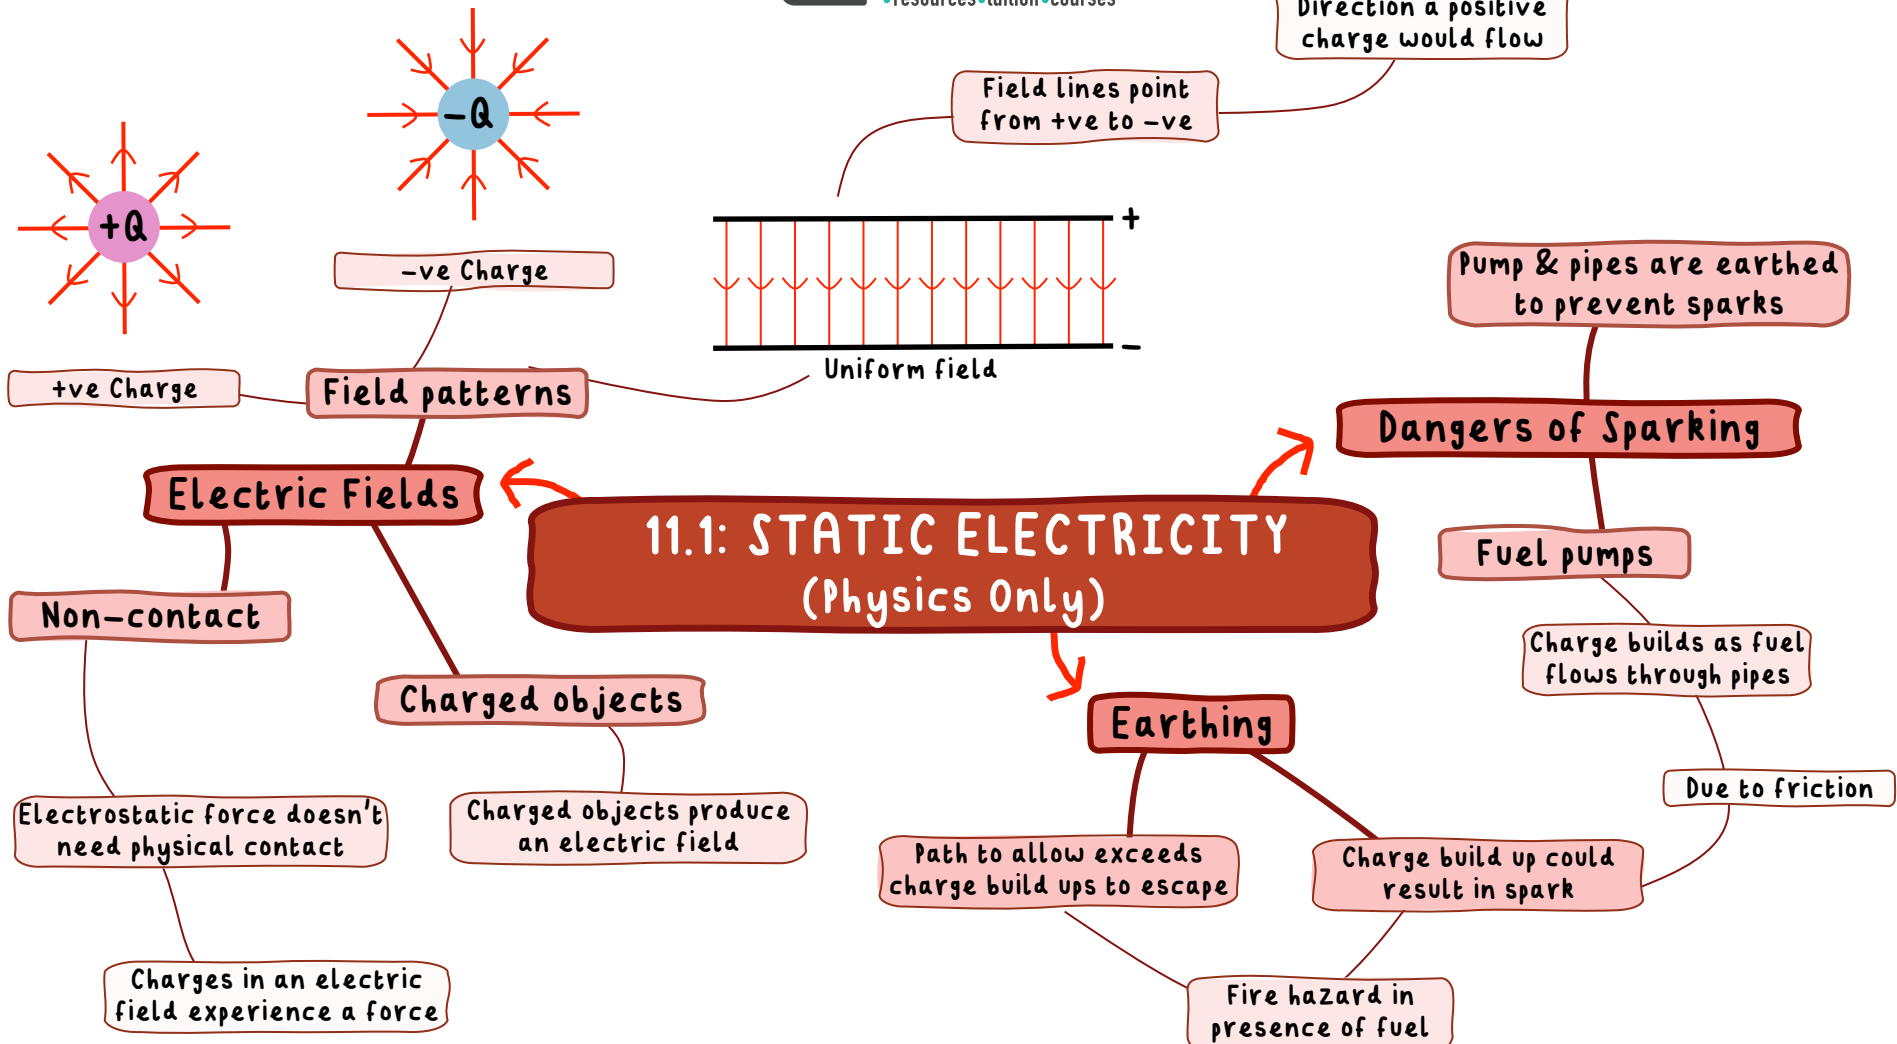 •resources•tuition•courses
Direction a positive
charge would flow
Field lines point
from +ve to -ve
-Q
+Q
+
-
Uniform field
-ve Charge
+ve Charge
Field patterns
Electric Fields
Non-contact
Charged objects
Electrostatic force doesn't
need physical contact
Charged objects produce
an electric field
Charges in an electric
field experience a force
11.1: STATIC ELECTRICITY
(Physics Only)
Pump & pipes are earthed
to prevent sparks
Dangers of Sparking
Fuel pumps
Charge builds as fuel
flows through pipes
Due to friction
Earthing
Path to allow exceeds
charge build ups to escape
Charge build up could
result in spark
Fire hazard in
presence of fuel